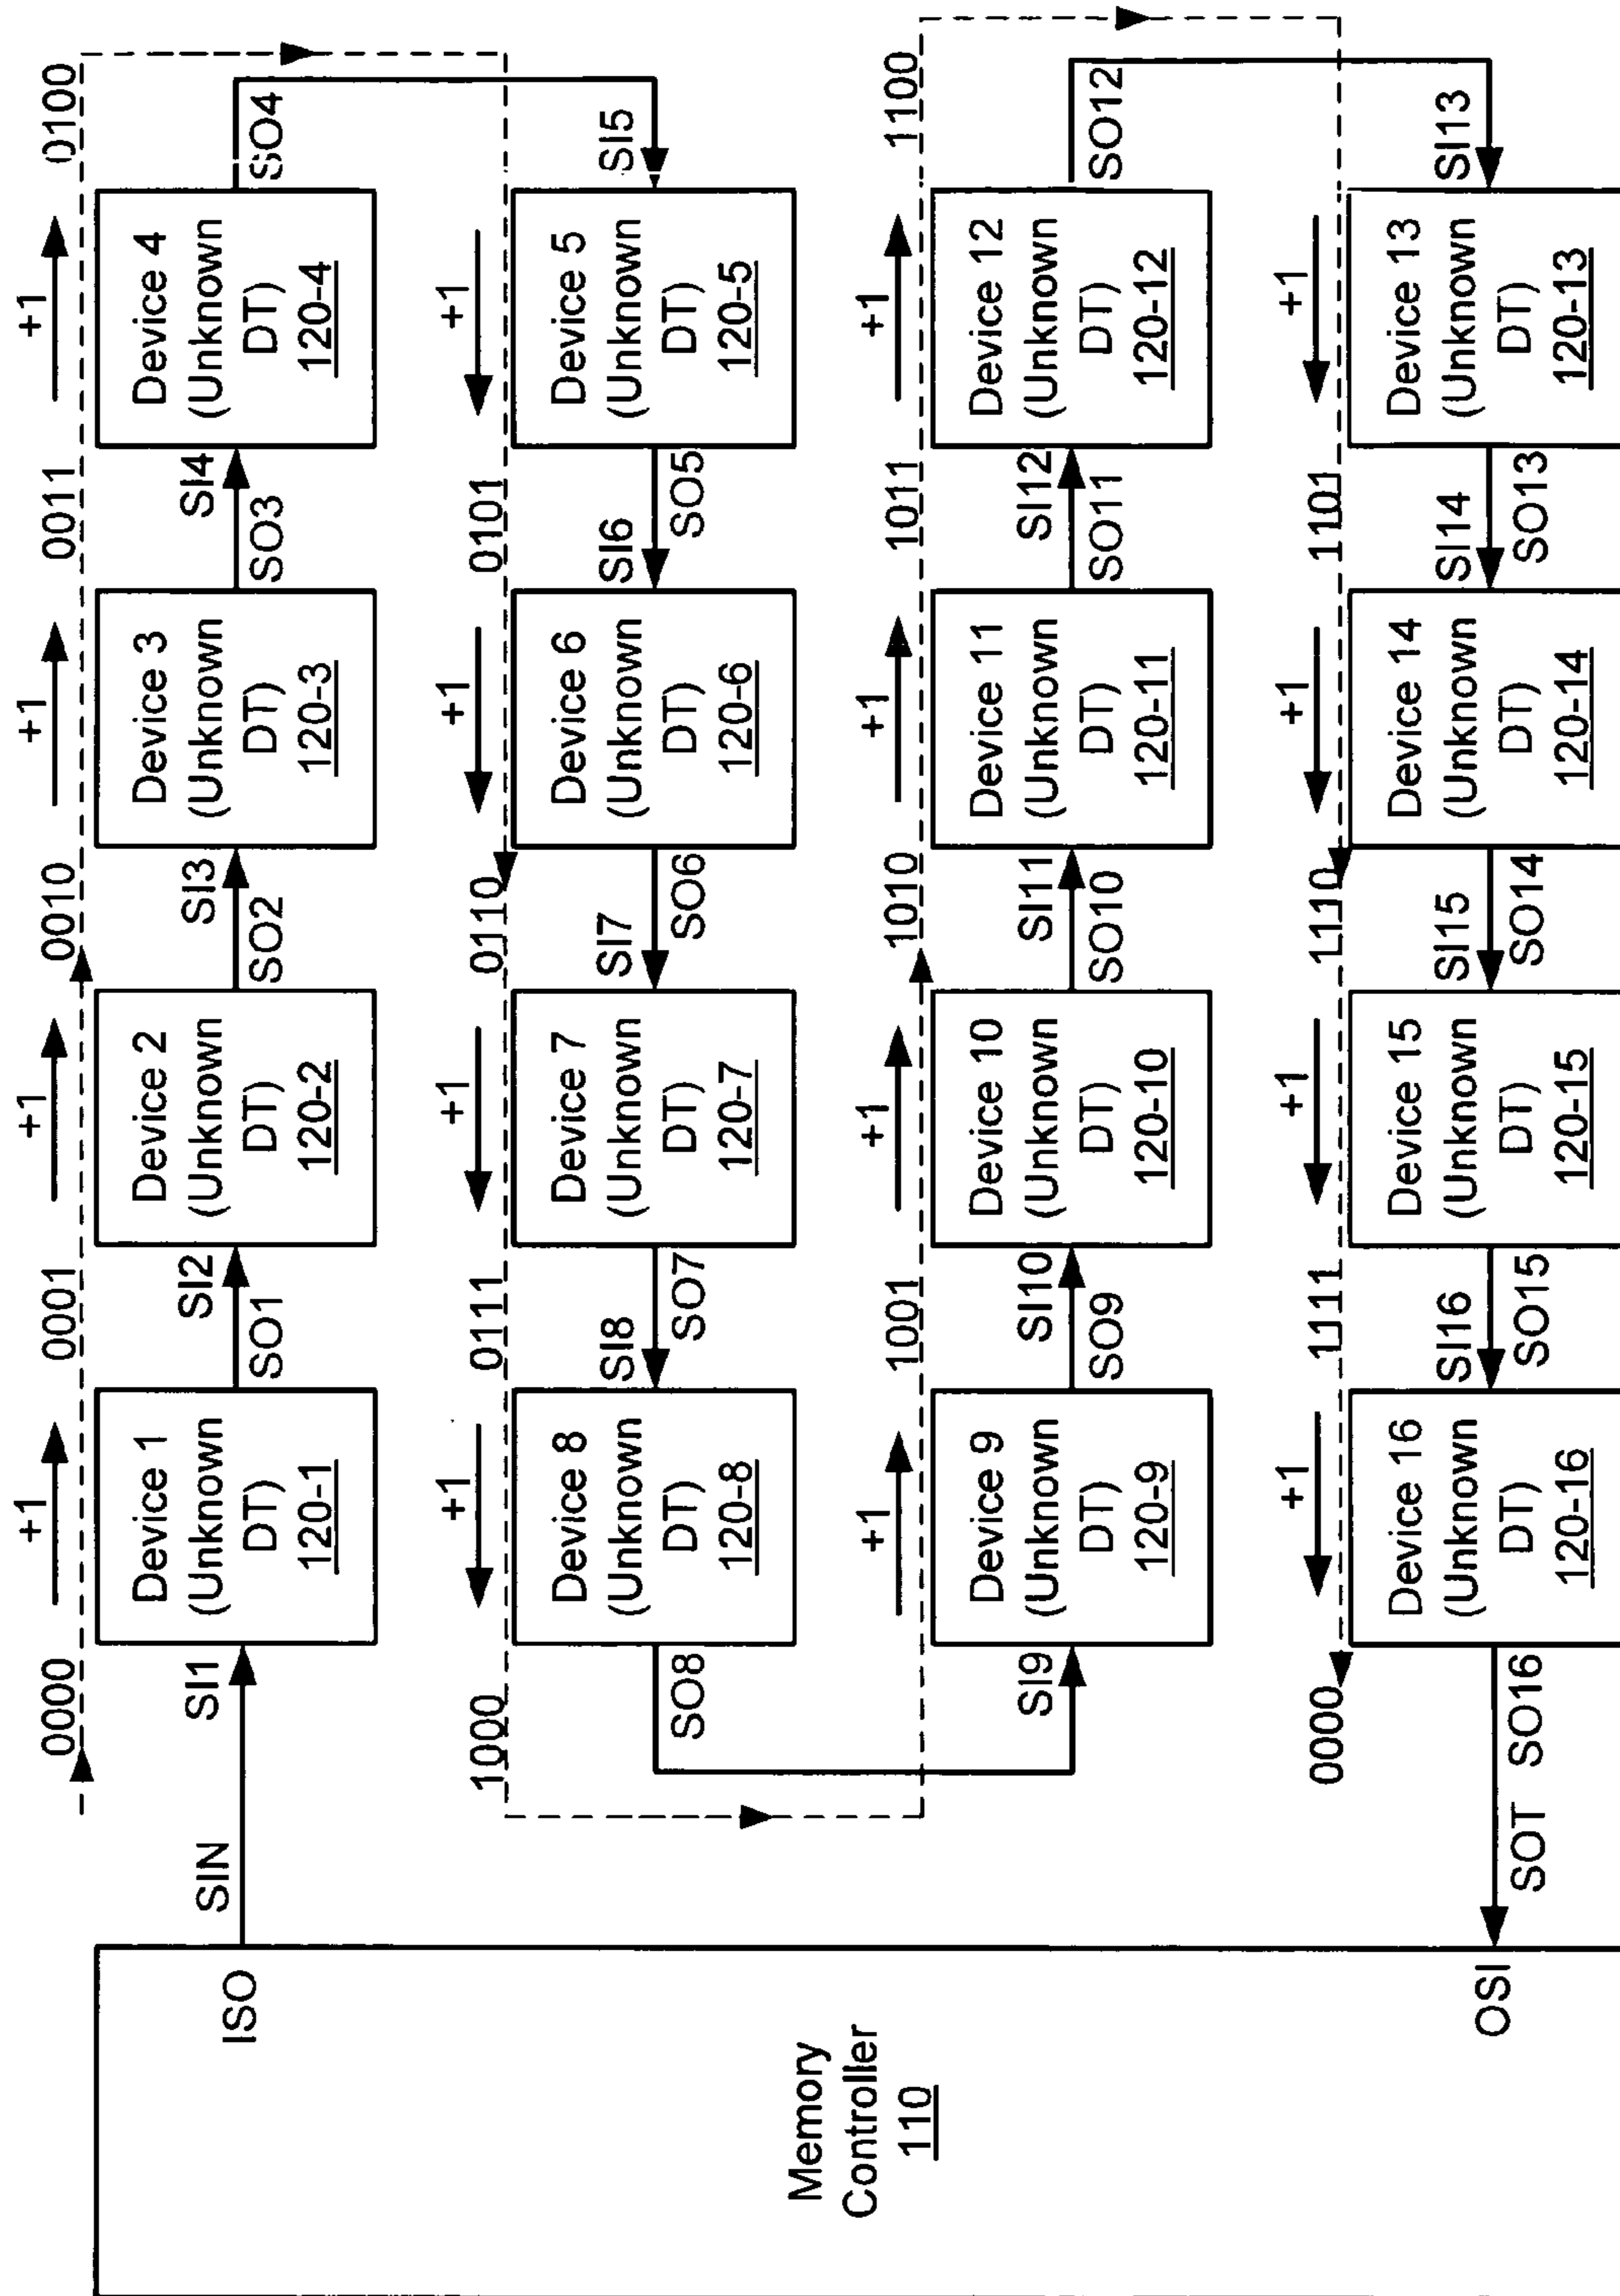 Memory
Controller
110
ISO
OSI
SIN
SOT
0000
+1
0001
+1
0010
+1
0011
+1
0100
SI1
Device 1
(Unknown
DT)
120-1
SO1
SI2
Device 2
(Unknown
DT)
120-2
SO2
SI3
Device 3
(Unknown
DT)
120-3
SO3
SI4
Device 4
(Unknown
DT)
120-4
SO4
1000
+1
0111
+1
0110
+1
0101
+1
SI5
SO8
Device 8
(Unknown
DT)
120-8
SI8
SO7
Device 7
(Unknown
DT)
120-7
SI7
SO6
Device 6
(Unknown
DT)
120-6
SI6
SO5
Device 5
(Unknown
DT)
120-5
+1
1001
+1
1010
+1
1011
+1
1100
SI9
Device 9
(Unknown
DT)
120-9
SO9
SI10
Device 10
(Unknown
DT)
120-10
SO10
SI11
Device 11
(Unknown
DT)
120-11
SO11
SI12
Device 12
(Unknown
DT)
120-12
SO12
0000
+1
1111
+1
1110
+1
1101
+1
SI13
SO16
Device 16
(Unknown
DT)
120-16
SI16
SO15
Device 15
(Unknown
DT)
120-15
SI15
SO14
Device 14
(Unknown
DT)
120-14
SI14
SO13
Device 13
(Unknown
DT)
120-13